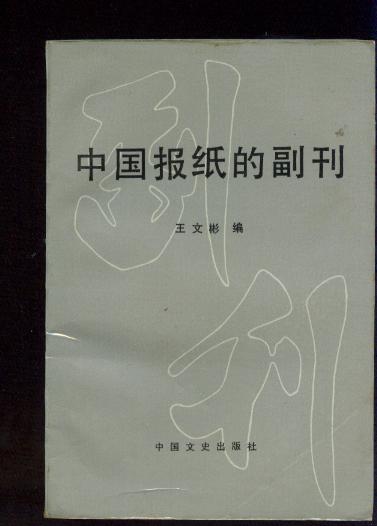 副刊
中国报纸的副刊
王文彬 编
中国文史出版社